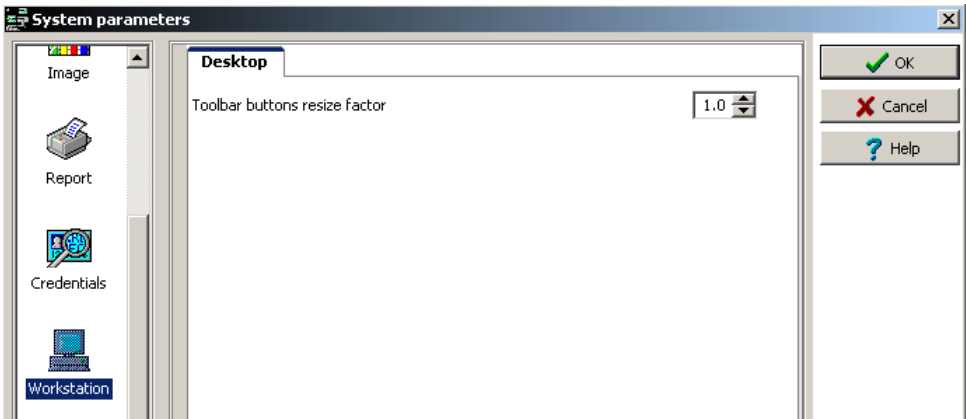 System parameters
Image
Report
Credentials
Workstation
Desktop
Toolbar buttons resize factor
1.0
OK
Cancel
Help